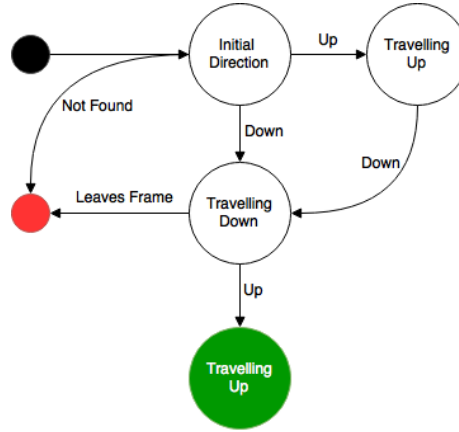 Initial
Direction
Up
Travelling
Up
Not Found
Down
Down
Leaves Frame
Travelling
Down
Up
Travelling
Up